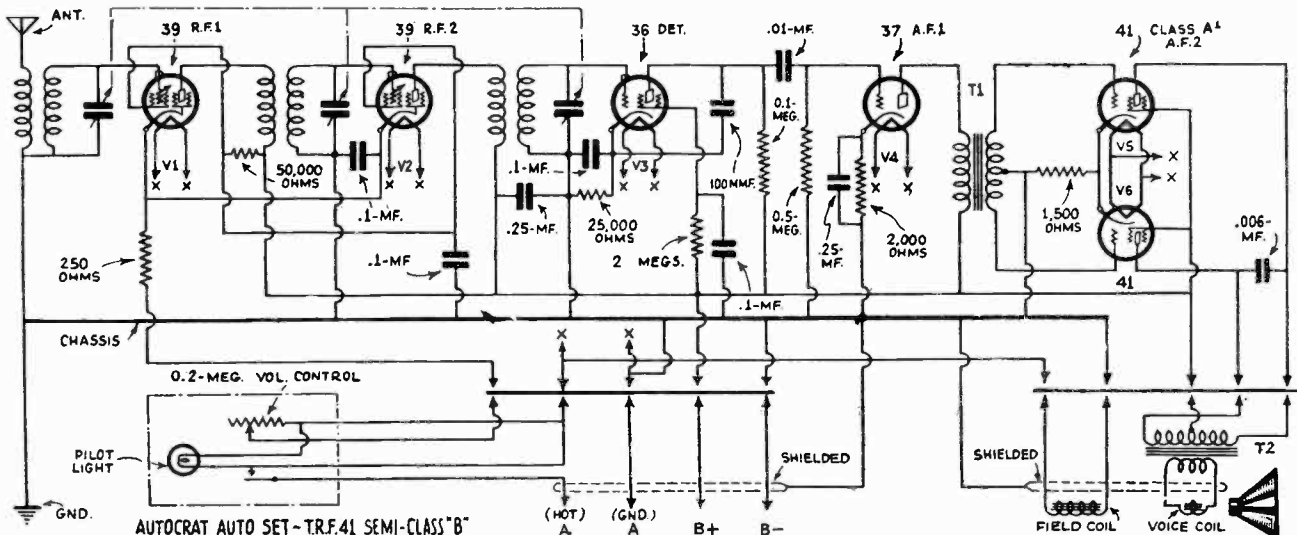 ANT.
39 R.F.1
39 R.F.2
36 DET.
.01-MF.
37 A.F.1
41 CLASS A¹
A.F.2
T1
0.1-
MEG.
V1
V2
V3
V4
V5
V6
X X
X X
X X
X X
X
X
50,000
OHMS
.1-MF.
.1-MF.
.25-MF.
25,000
OHMS
100 MMF.
0.5-
MEG.
.25-
MF.
2,000
OHMS
1,500
OHMS
.006-
MF.
41
250
OHMS
.1-MF
2 MEGS.
.1-MF.
CHASSIS
X X
0.2-MEG. VOL. CONTROL
PILOT
LIGHT
SHIELDED
SHIELDED
T2
GND.
AUTOCRAT AUTO SET ~ T.R.F. 41 SEMI-CLASS "B"
(HOT)
A
(GND.)
A
B+
B-
FIELD COIL
VOICE COIL